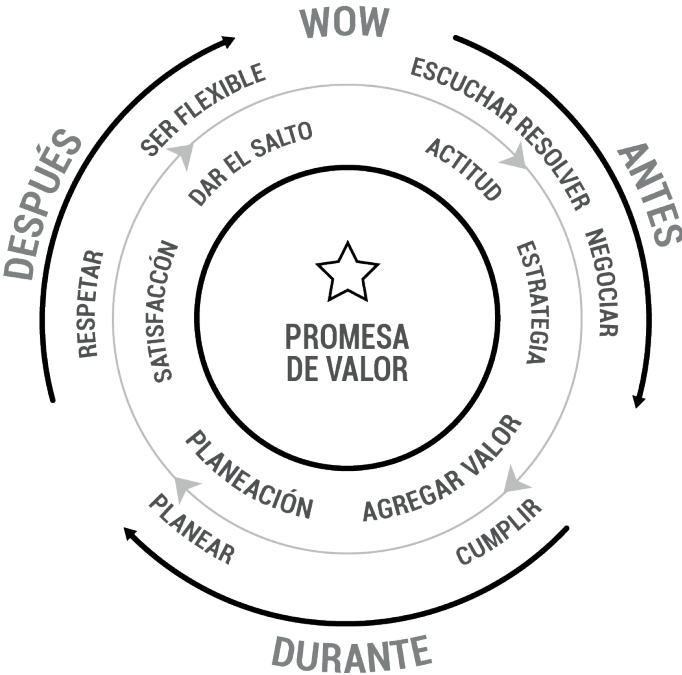 WOW
ANTES
DURANTE
DESPUÉS
ESCUCHAR RESOLVER
NEGOCIAR
CUMPLIR
PLANEAR
RESPETAR
SER FLEXIBLE
ACTITUD
ESTRATEGIA
AGREGAR VALOR
PLANEACIÓN
SATISFACCÓN
DAR EL SALTO
PROMESA
DE VALOR